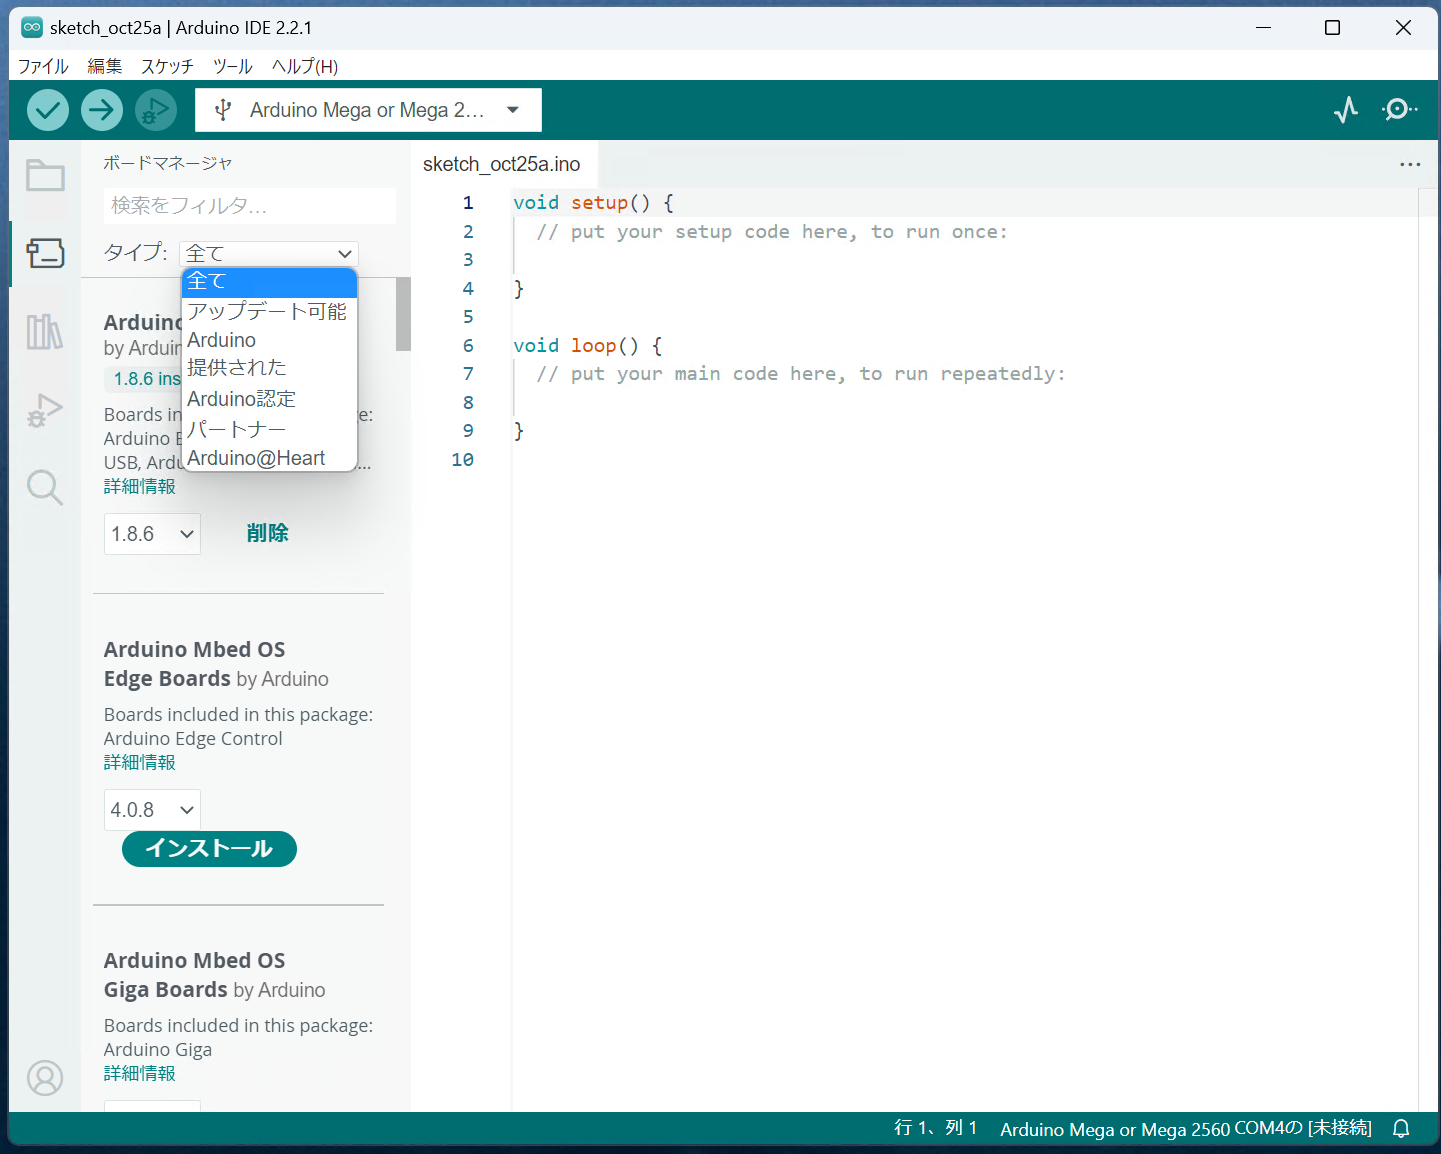 sketch_oct25a | Arduino IDE 2.2.1
ファイル 編集 スケッチ ツール ヘルプ(H)
Arduino Mega or Mega 2...
ボードマネージャ
検索をフィルタ...
タイプ: 全て
全て
アップデート可能
Arduino
提供された
Arduino認定
パートナー
Arduino@Heart
Arduino
by Arduin
1.8.6 ins
Boards in ge:
Arduino E
USB, Ardu ...
詳細情報
1.8.6 削除
Arduino Mbed OS
Edge Boards by Arduino
Boards included in this package:
Arduino Edge Control
詳細情報
4.0.8
インストール
Arduino Mbed OS
Giga Boards by Arduino
Boards included in this package:
Arduino Giga
詳細情報
sketch_oct25a.ino
1 void setup() {
2 // put your setup code here, to run once:
3
4 }
5
6 void loop() {
7 // put your main code here, to run repeatedly:
8
9 }
10
行 1、列 1 Arduino Mega or Mega 2560 COM4の [未接続]